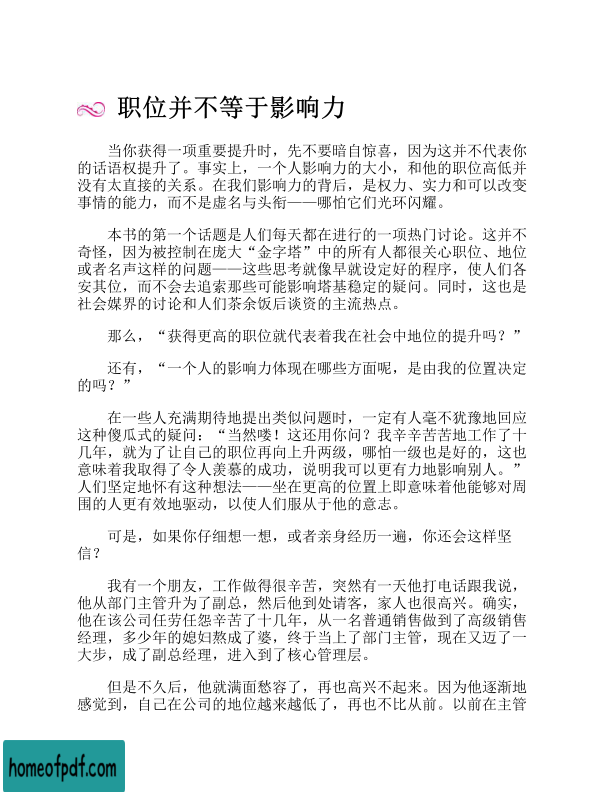 职位并不等于影响力
当你获得一项重要提升时，先不要暗自惊喜，因为这并不代表你
的话语权提升了。事实上，一个人影响力的大小，和他的职位高低并
没有太直接的关系。在我们影响力的背后，是权力、实力和可以改变
事情的能力，而不是虚名与头衔——哪怕它们光环闪耀。
本书的第一个话题是人们每天都在进行的一项热门讨论。这并不
奇怪，因为被控制在庞大“金字塔”中的所有人都很关心职位、地位
或者名声这样的问题——这些思考就像早就设定好的程序，使人们各
安其位，而不会去追索那些可能影响塔基稳定的疑问。同时，这也是
社会媒界的讨论和人们茶余饭后谈资的主流热点。
那么，“获得更高的职位就代表着我在社会中地位的提升吗？”
还有，“一个人的影响力体现在哪些方面呢，是由我的位置决定
的吗？”
在一些人充满期待地提出类似问题时，一定有人毫不犹豫地回应
这种傻瓜式的疑问：“当然喽！这还用你问？我辛辛苦苦地工作了十
几年，就为了让自己的职位再向上升两级，哪怕一级也是好的，这也
意味着我取得了令人羡慕的成功，说明我可以更有力地影响别人。”
人们坚定地怀有这种想法——坐在更高的位置上即意味着他能够对周
围的人更有效地驱动，以使人们服从于他的意志。
可是，如果你仔细想一想，或者亲身经历一遍，你还会这样坚
信？
我有一个朋友，工作做得很辛苦，突然有一天他打电话跟我说，
他从部门主管升为了副总，然后他到处请客，家人也很高兴。确实，
他在该公司任劳任怨辛苦了十几年，从一名普通销售做到了高级销售
经理，多少年的媳妇熬成了婆，终于当上了部门主管，现在又迈了一
大步，成了副总经理，进入到了核心管理层。
但是不久后，他就满面愁容了，再也高兴不起来。因为他逐渐地
感觉到，自己在公司的地位越来越低了，再也不比从前。以前在主管
homeofpdf.com